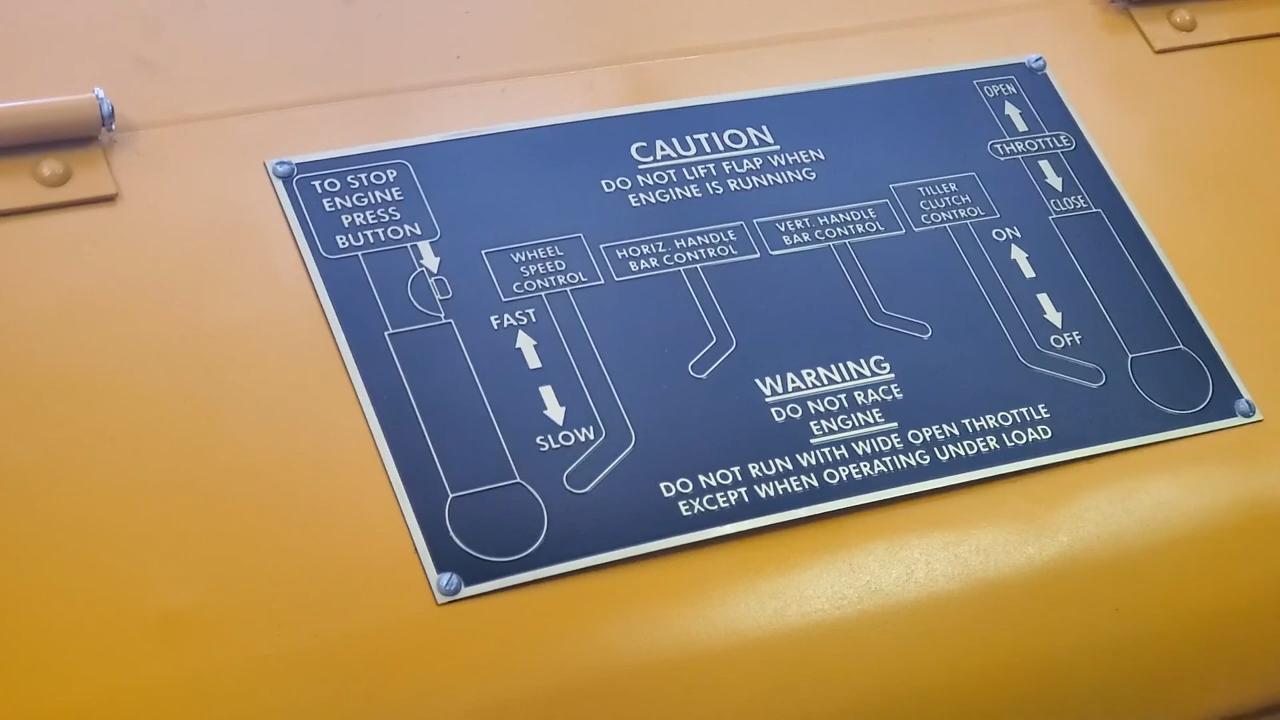 CAUTION
DO NOT LIFT FLAP WHEN
ENGINE IS RUNNING
TO STOP
ENGINE
PRESS
BUTTON
WHEEL
SPEED
CONTROL
FAST
SLOW
HORIZ. HANDLE
BAR CONTROL
VERT. HANDLE
BAR CONTROL
TILLER
CLUTCH
CONTROL
ON
OFF
OPEN
THROTTLE
CLOSE
WARNING
DO NOT RACE
ENGINE
DO NOT RUN WITH WIDE OPEN THROTTLE
EXCEPT WHEN OPERATING UNDER LOAD